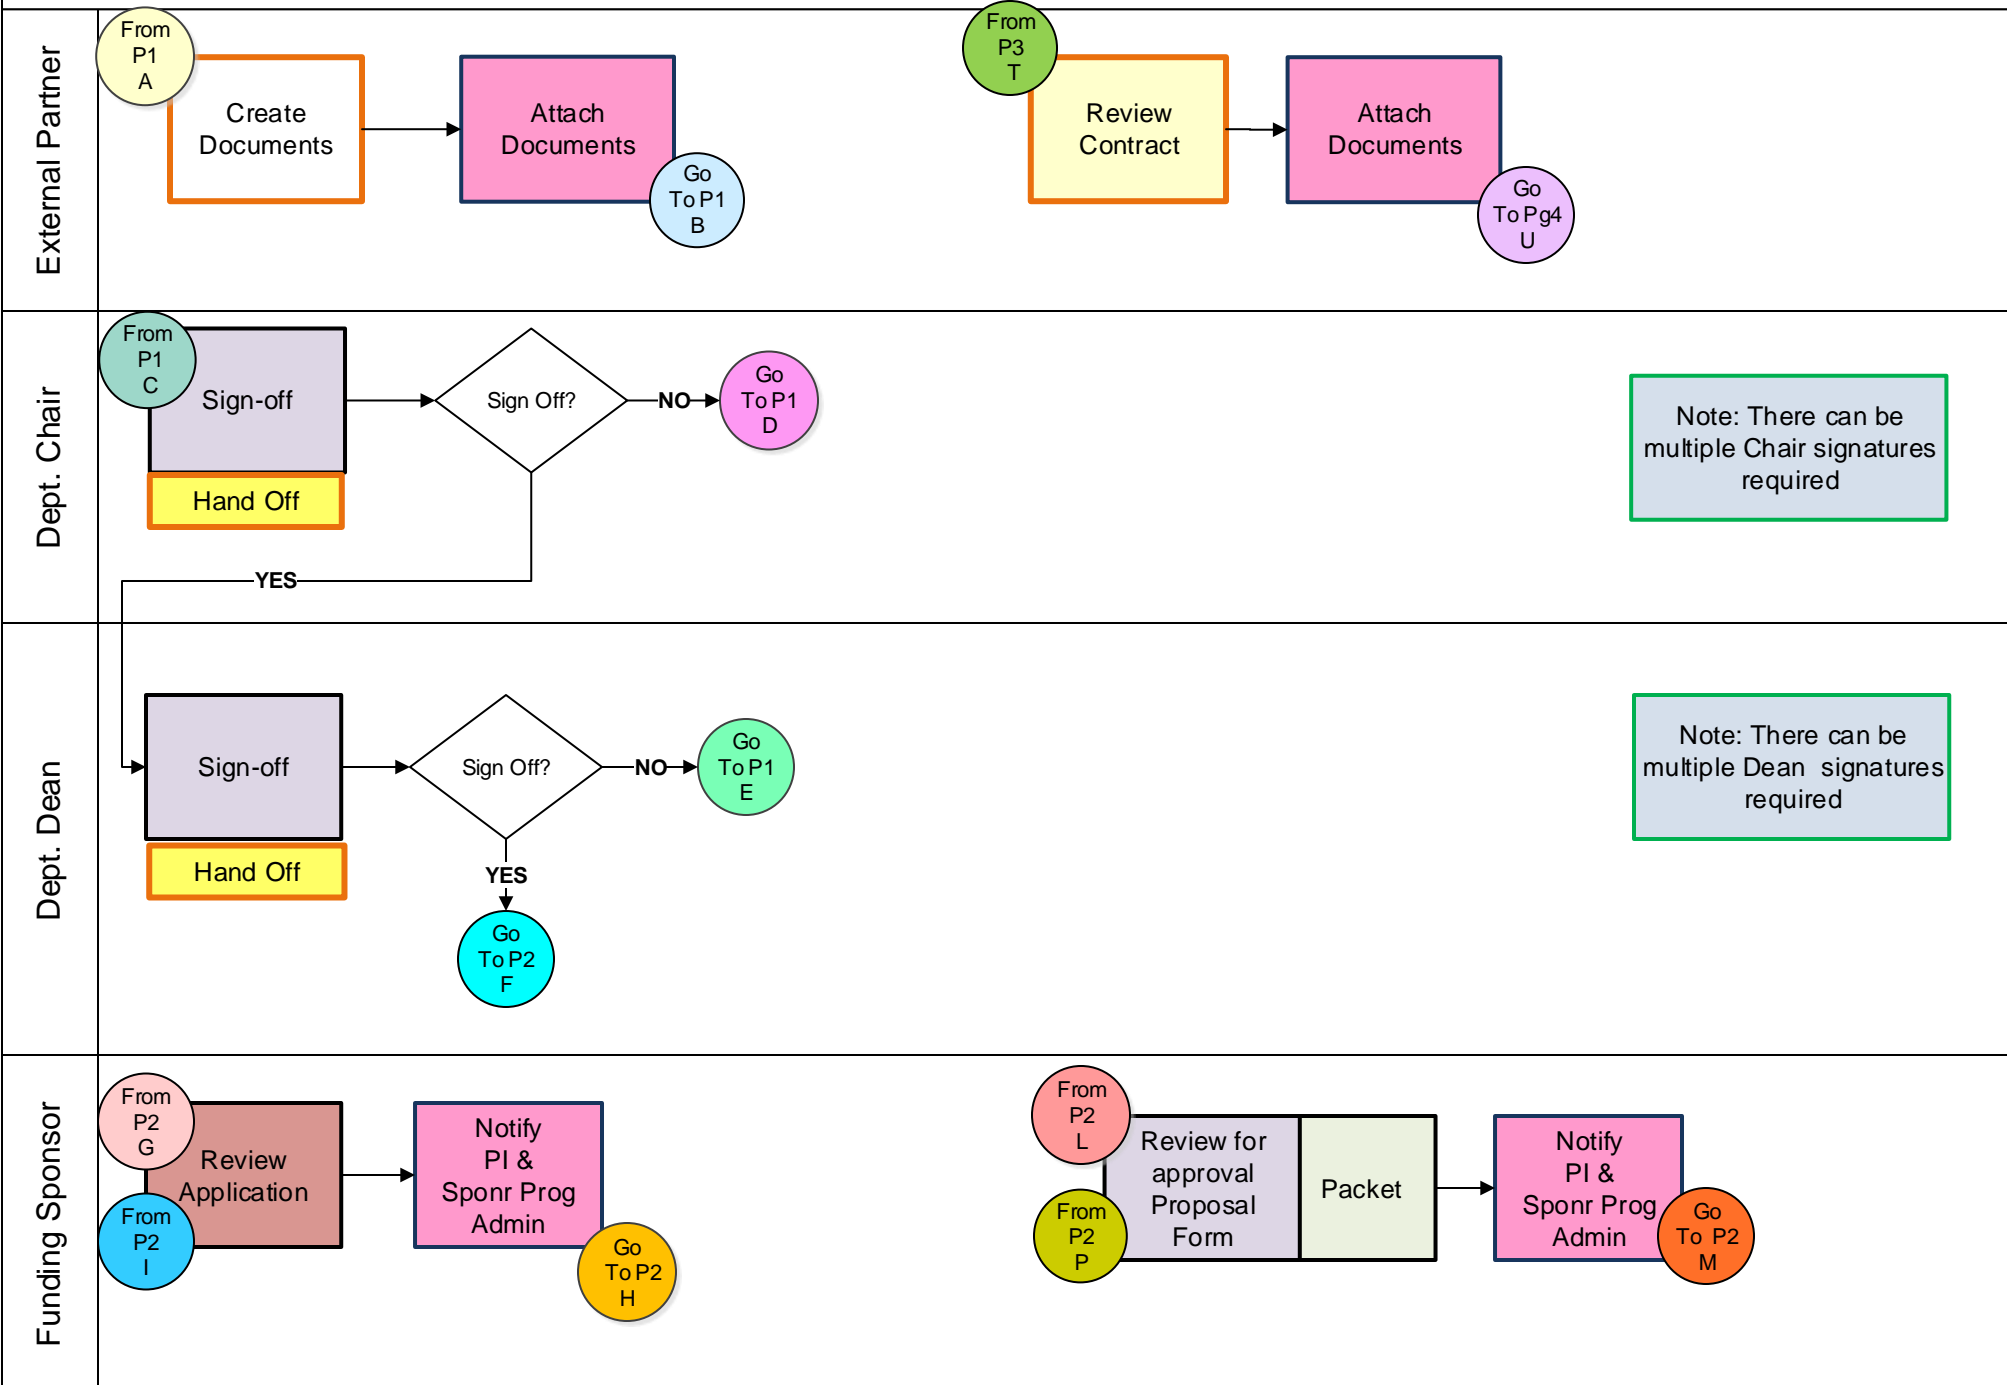 External Partner
From
P1
A
Create
Documents
Attach
Documents
Go
To P1
B
From
P3
T
Review
Contract
Attach
Documents
Go
To Pg4
U
Dept. Chair
From
P1
C
Sign-off
Hand Off
Sign Off?
NO
Go
To P1
D
YES
Note: There can be
multiple Chair signatures
required
Dept. Dean
Sign-off
Hand Off
Sign Off?
NO
Go
To P1
E
YES
Go
To P2
F
Note: There can be
multiple Dean signatures
required
Funding Sponsor
From
P2
G
From
P2
I
Review
Application
Notify
PI &
Sponr Prog
Admin
Go
To P2
H
From
P2
L
From
P2
P
Review for
approval
Proposal
Form
Packet
Notify
PI &
Sponr Prog
Admin
Go
To P2
M